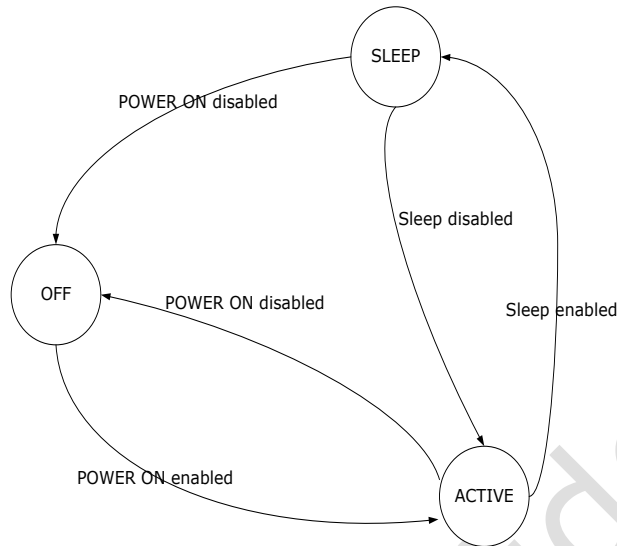 SLEEP
POWER ON disabled
Sleep disabled
OFF
POWER ON disabled
Sleep enabled
POWER ON enabled
ACTIVE